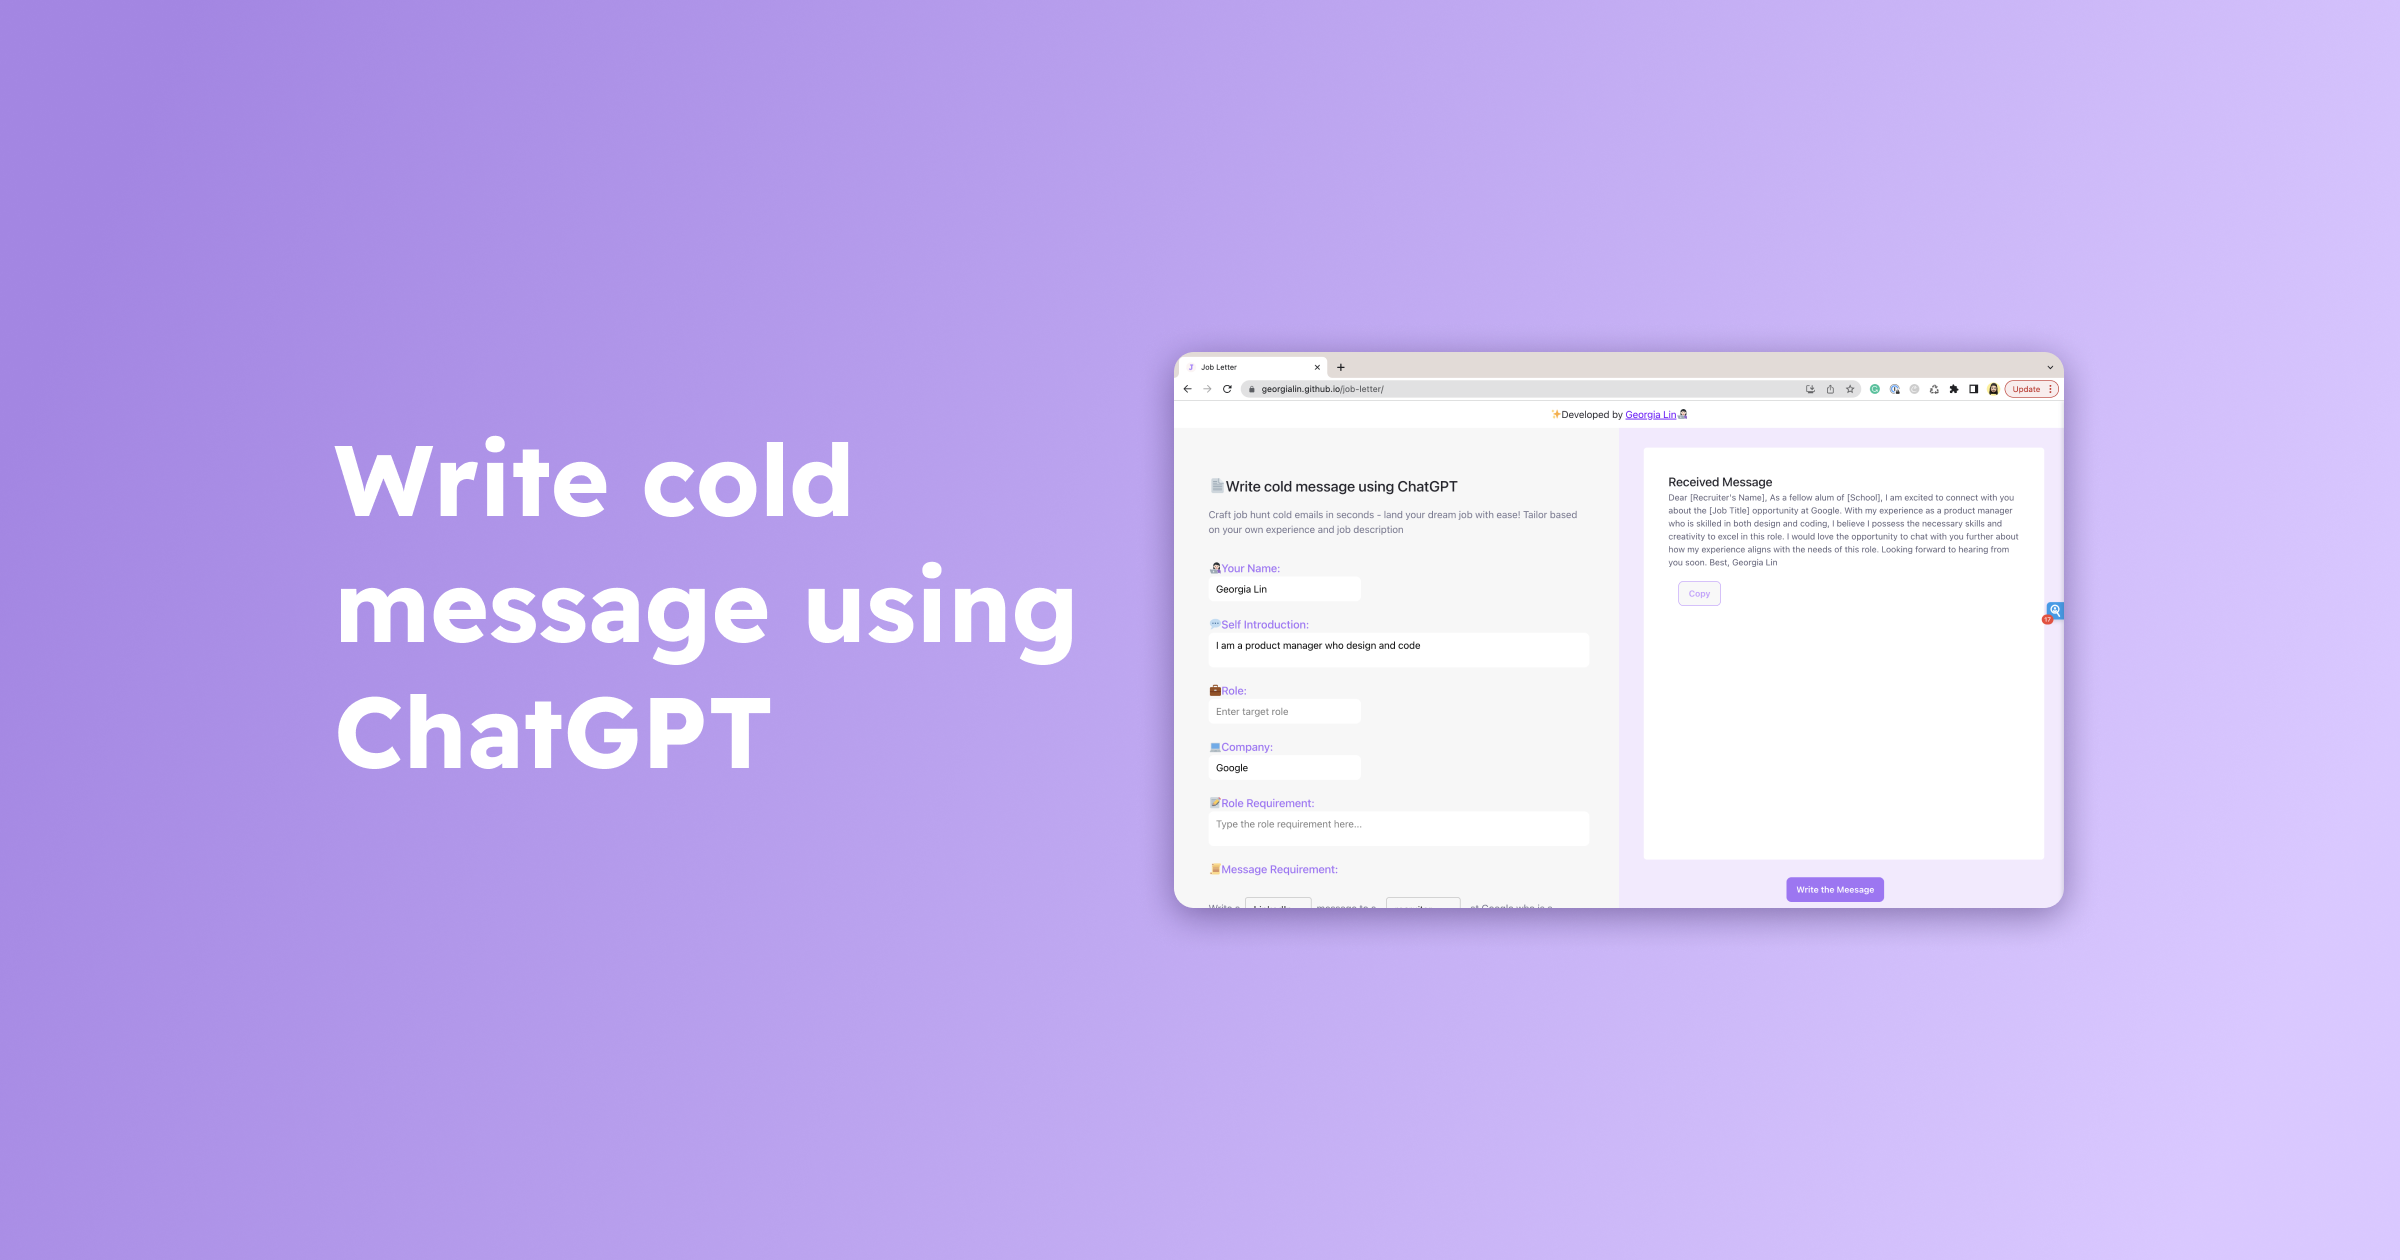 Write cold
message using
ChatGPT
Job Letter
georgialin.github.io/job-letter/
Update
✨Developed by Georgia Lin
Write cold message using ChatGPT
Craft job hunt cold emails in seconds - land your dream job with ease! Tailor based
on your own experience and job description
Your Name:
Georgia Lin
Self Introduction:
I am a product manager who design and code
Role:
Enter target role
Company:
Google
Role Requirement:
Type the role requirement here...
Message Requirement:
Received Message
Dear [Recruiter's Name], As a fellow alum of [School], I am excited to connect with you
about the [Job Title] opportunity at Google. With my experience as a product manager
who is skilled in both design and coding, I believe I possess the necessary skills and
creativity to excel in this role. I would love the opportunity to chat with you further about
how my experience aligns with the needs of this role. Looking forward to hearing from
you soon. Best, Georgia Lin
Copy
17
Write the Meesage